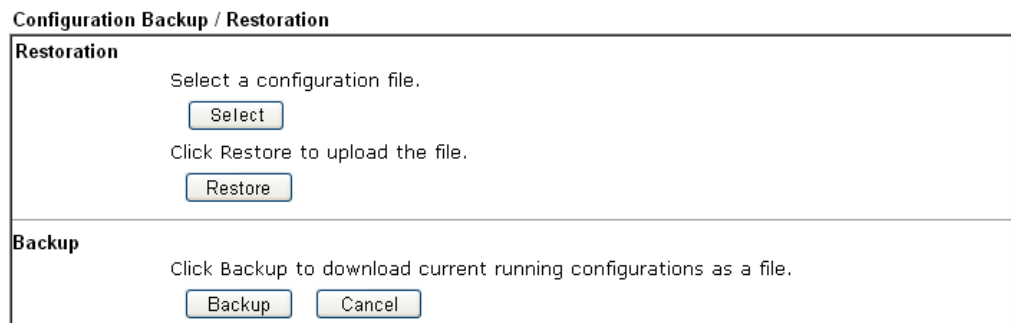 Configuration Backup / Restoration
Restoration
Select a configuration file.
Select
Click Restore to upload the file.
Restore
Backup
Click Backup to download current running configurations as a file.
Backup Cancel